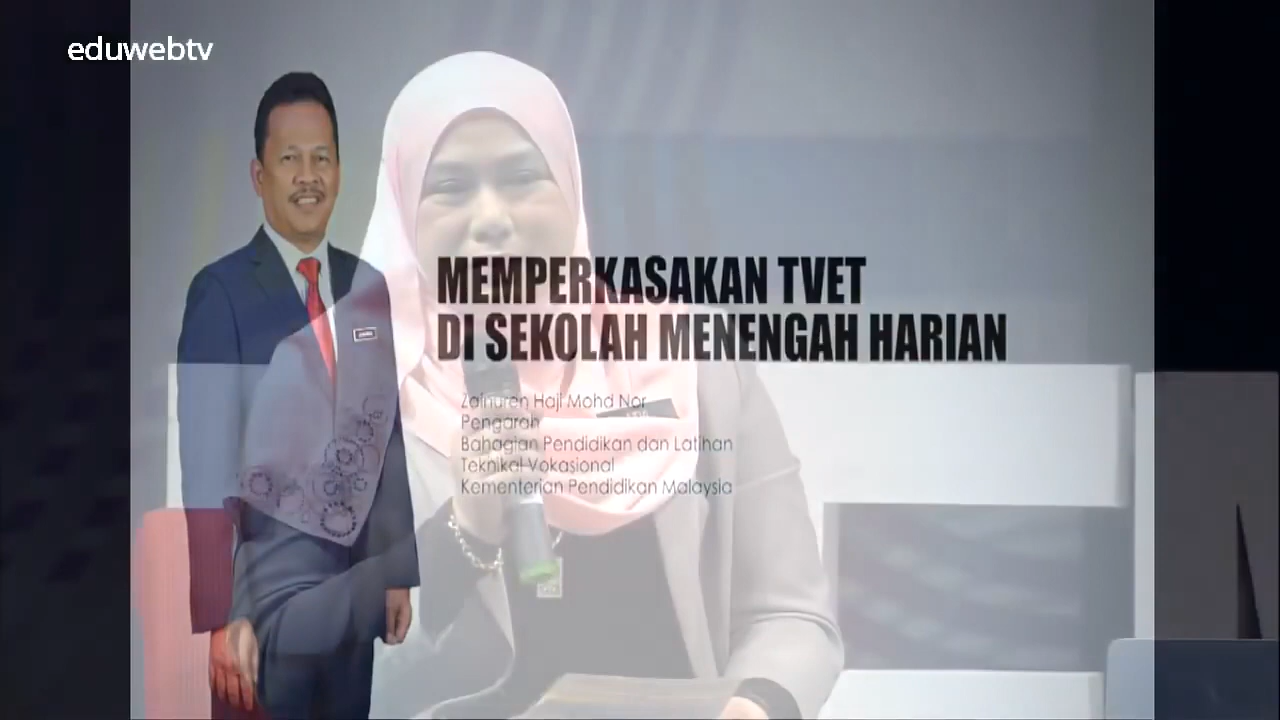 eduwebtv
MEMPERKASAKAN TVET
DI SEKOLAH MENENGAH HARIAN
Zainuren Haji Mohd Nor
Pengarah
Bahagian Pendidikan dan Latihan
Teknikal Vokasional
Kementerian Pendidikan Malaysia